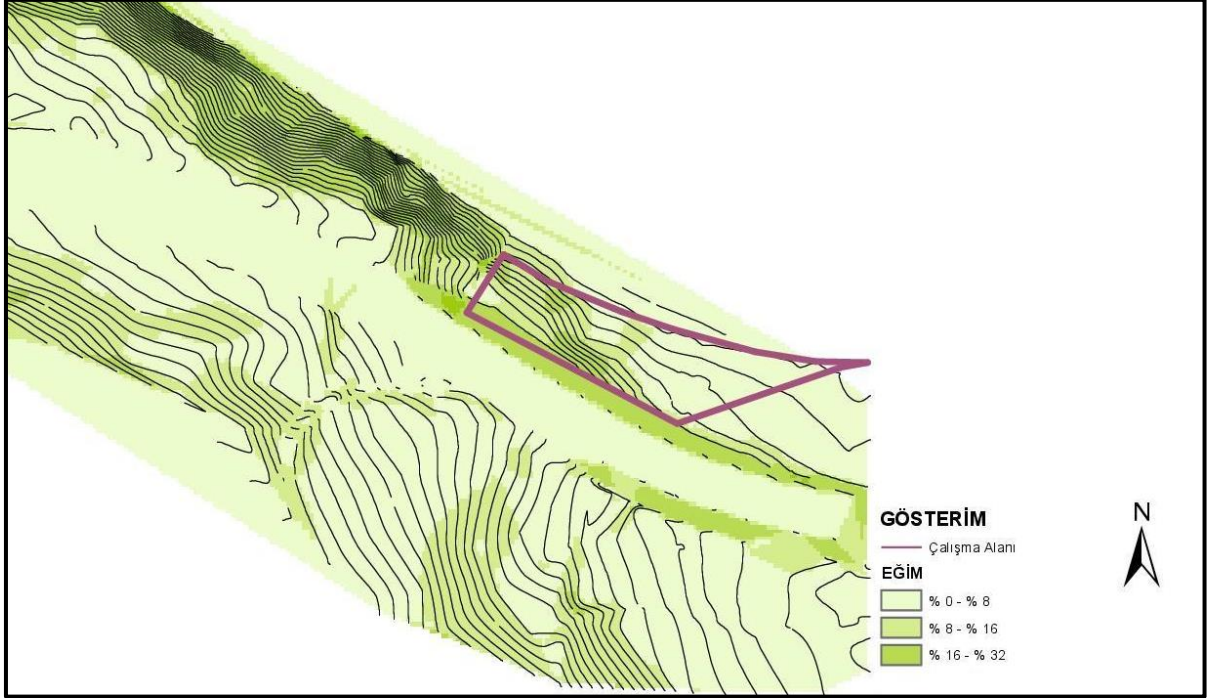 GÖSTERİM
Çalışma Alanı
EĞİM
% 0 - % 8
% 8 - % 16
% 16 - % 32
N